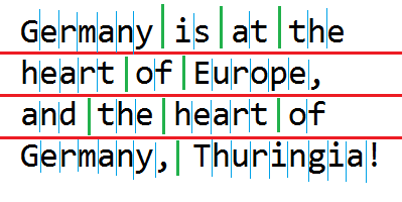 Germany is at the
heart of Europe,
and the heart of
Germany, Thuringia!